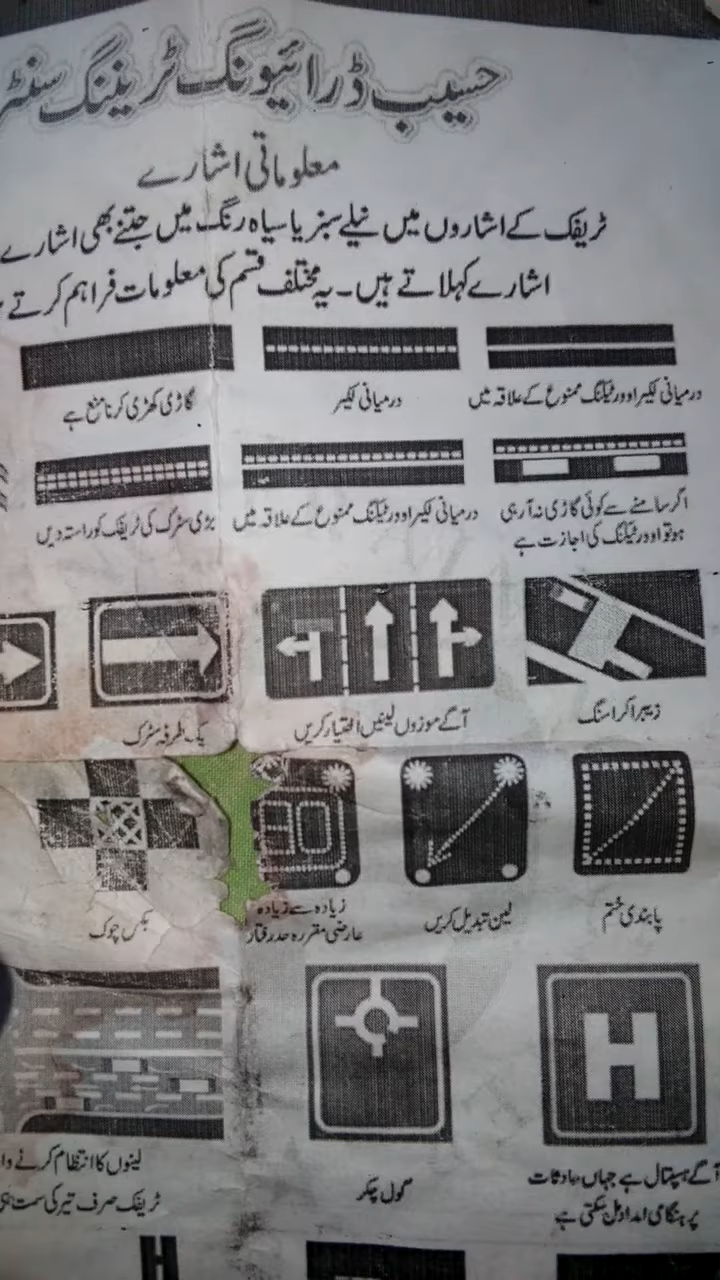 حسیب ڈرائیونگ ٹریننگ سنٹر
معلوماتی اشارے
ٹریفک کے اشاروں میں نیلے سبز یا سیاہ رنگ میں جتنے بھی اشارے
اشارے کہلاتے ہیں۔ یہ مختلف قسم کی معلومات فراہم کرتے
درمیانی لکیر اوورٹیکنگ ممنوع کے علاقہ میں
درمیانی لکیر
گاڑی کھڑی کرنا منع ہے
اگر سامنے سے کوئی گاڑی نہ آرہی
ہو تو اوورٹیکنگ کی اجازت ہے
درمیانی لکیر اوورٹیکنگ ممنوع کے علاقہ میں
بڑی سڑک کی ٹریفک کو راستہ دیں
زیبرا کراسنگ
آگے موزوں لینیں اختیار کریں
یک طرفہ سڑک
پابندی ختم
لین تبدیل کریں
80
زیادہ سے زیادہ
عارضی مقررہ حد رفتار
بکس چوک
H
آگے ہسپتال ہے جہاں حادثات
پر ہنگامی امداد مل سکتی ہے
گول چکر
لینوں کا انتظام کرنے
ٹریفک صرف تیر کی سمت